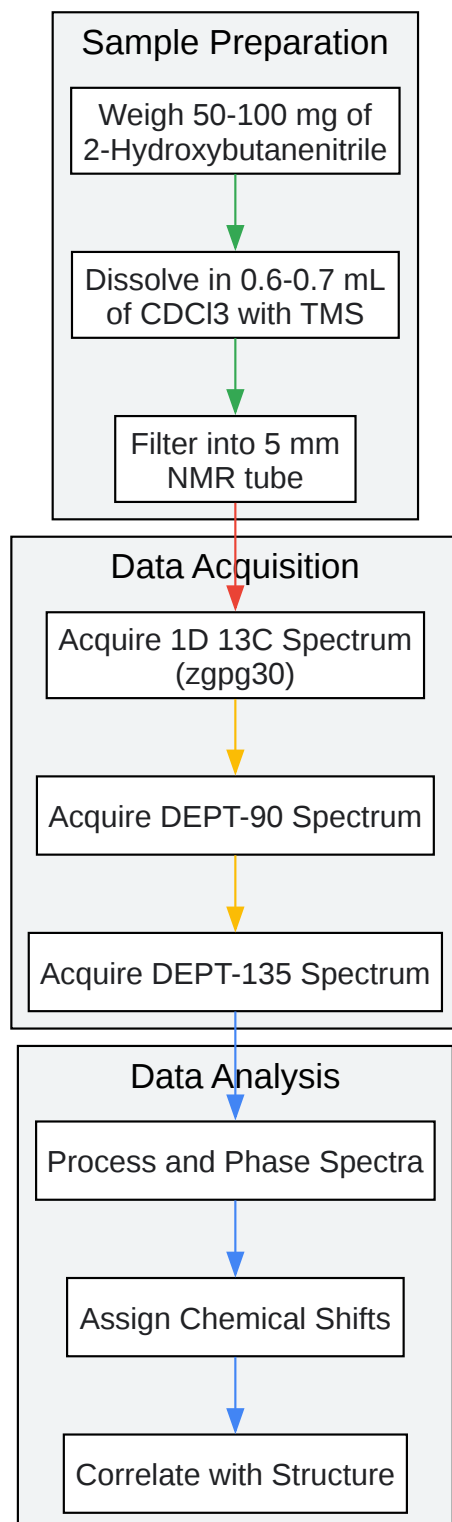 Sample Preparation
Weigh 50-100 mg of
2-Hydroxybutanenitrile
Dissolve in 0.6-0.7 mL
of CDCl3 with TMS
Filter into 5 mm
NMR tube
Data Acquisition
Acquire 1D 13C Spectrum
(zgpg30)
Acquire DEPT-90 Spectrum
Acquire DEPT-135 Spectrum
Data Analysis
Process and Phase Spectra
Assign Chemical Shifts
Correlate with Structure